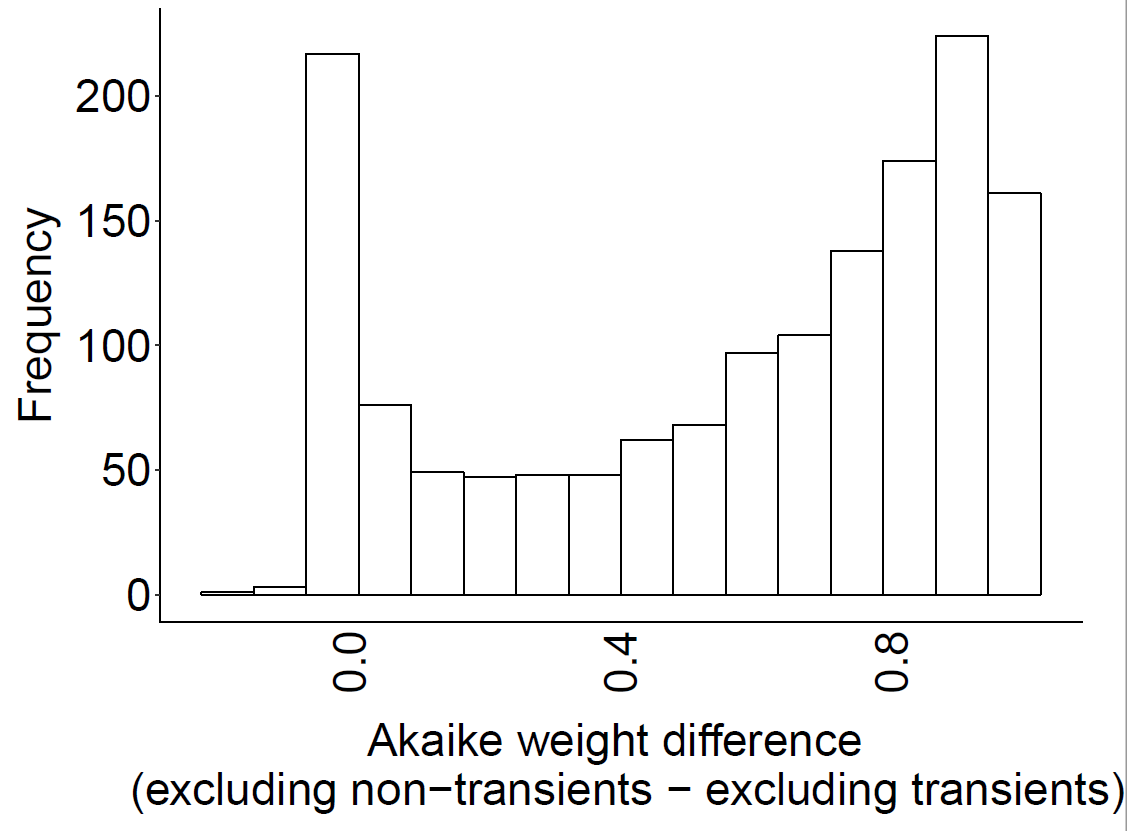 Frequency
200
150
100
50
0
0.0
0.4
0.8
Akaike weight difference
(excluding non−transients − excluding transients)